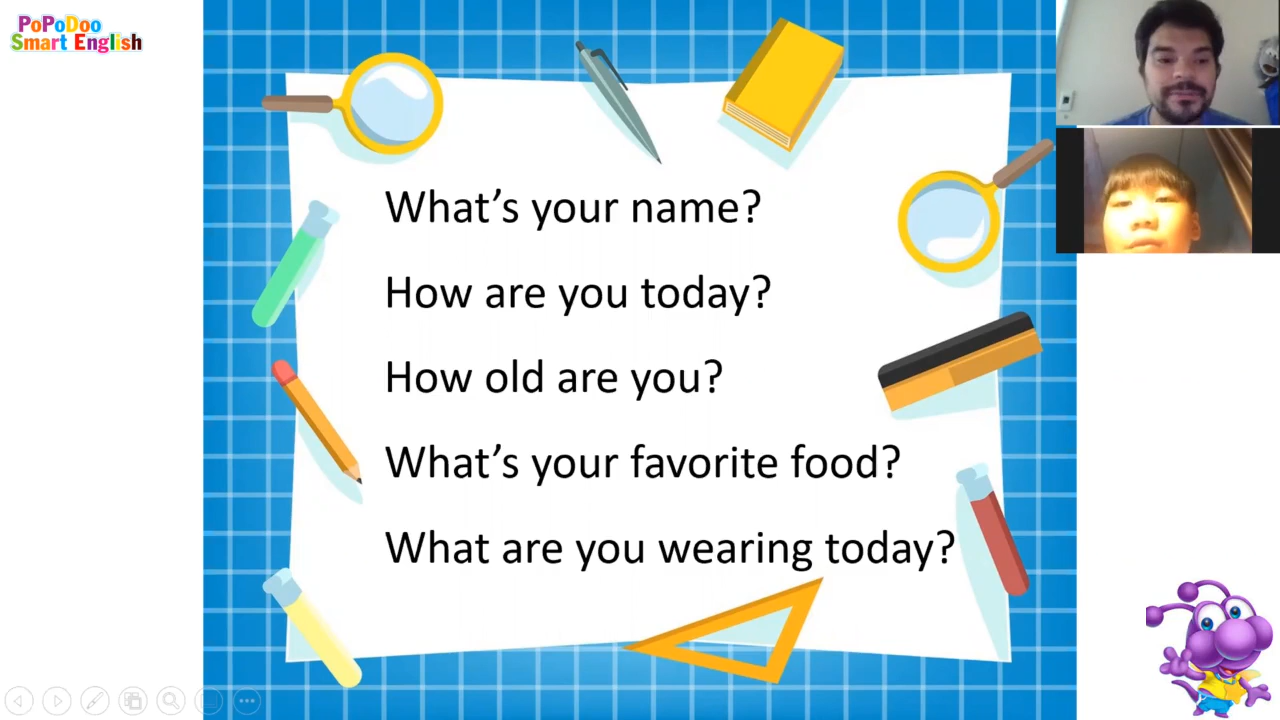 PoPoDoo
Smart English
What's your name?
How are you today?
How old are you?
What's your favorite food?
What are you wearing today?